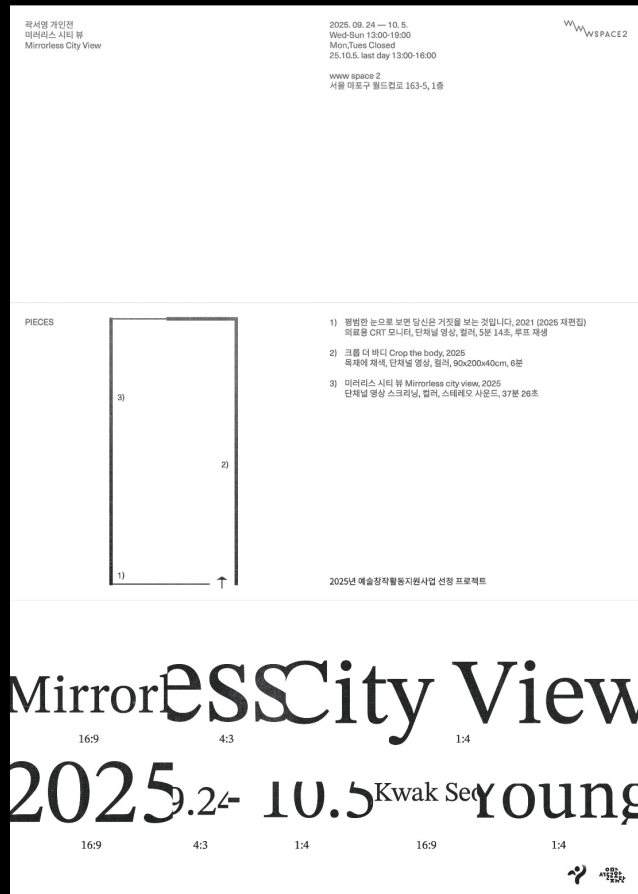 곽서영 개인전
미러리스 시티 뷰
Mirrorless City View
2025. 09. 24 — 10. 5.
Wed-Sun 13:00-19:00
Mon,Tues Closed
25.10.5. last day 13:00-16:00
www space 2
서울 마포구 월드컵로 163-5, 1층
WSPACE2
PIECES
3)
2)
1)
1) 평범한 눈으로 보면 당신은 거짓을 보는 것입니다, 2021 (2025 재편집)
의료용 CRT 모니터, 단채널 영상, 컬러, 5분 14초, 루프 재생
2) 크롭 더 바디 Crop the body, 2025
목재에 채색, 단채널 영상, 컬러, 90x200x40cm, 6분
3) 미러리스 시티 뷰 Mirrorless city view, 2025
단채널 영상 스크리닝, 컬러, 스테레오 사운드, 37분 26초
2025년 예술창작활동지원사업 선정 프로젝트
Mirrorless City View
16:9 4:3 1:4
2025 9.24- 10.5 Kwak Seo Young
16:9 4:3 1:4 16:9 1:4